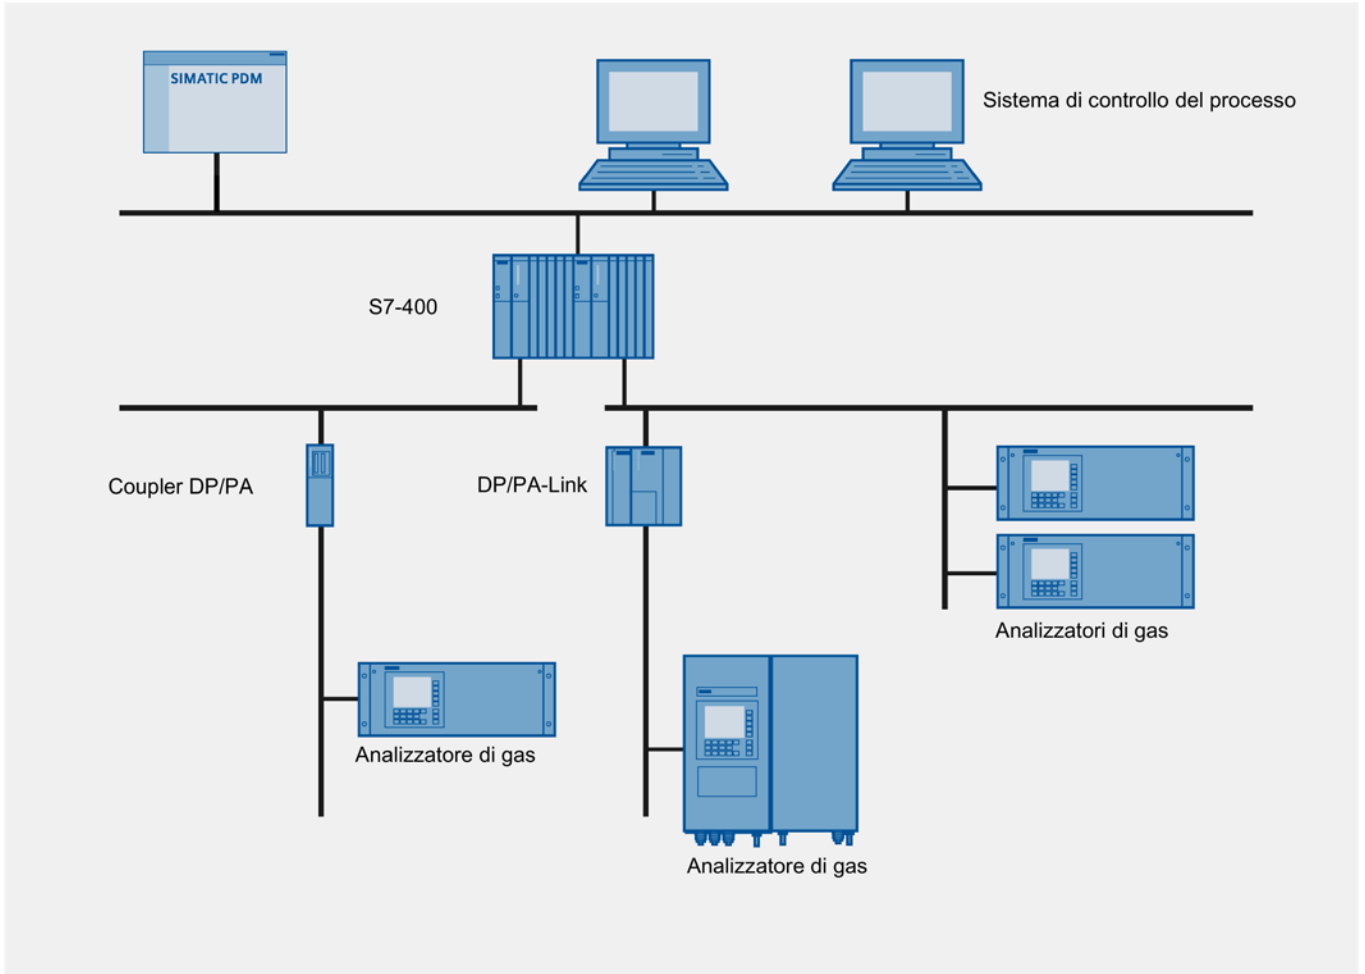 SIMATIC PDM
Sistema di controllo del processo
S7-400
Coupler DP/PA
DP/PA-Link
Analizzatori di gas
Analizzatore di gas
Analizzatore di gas